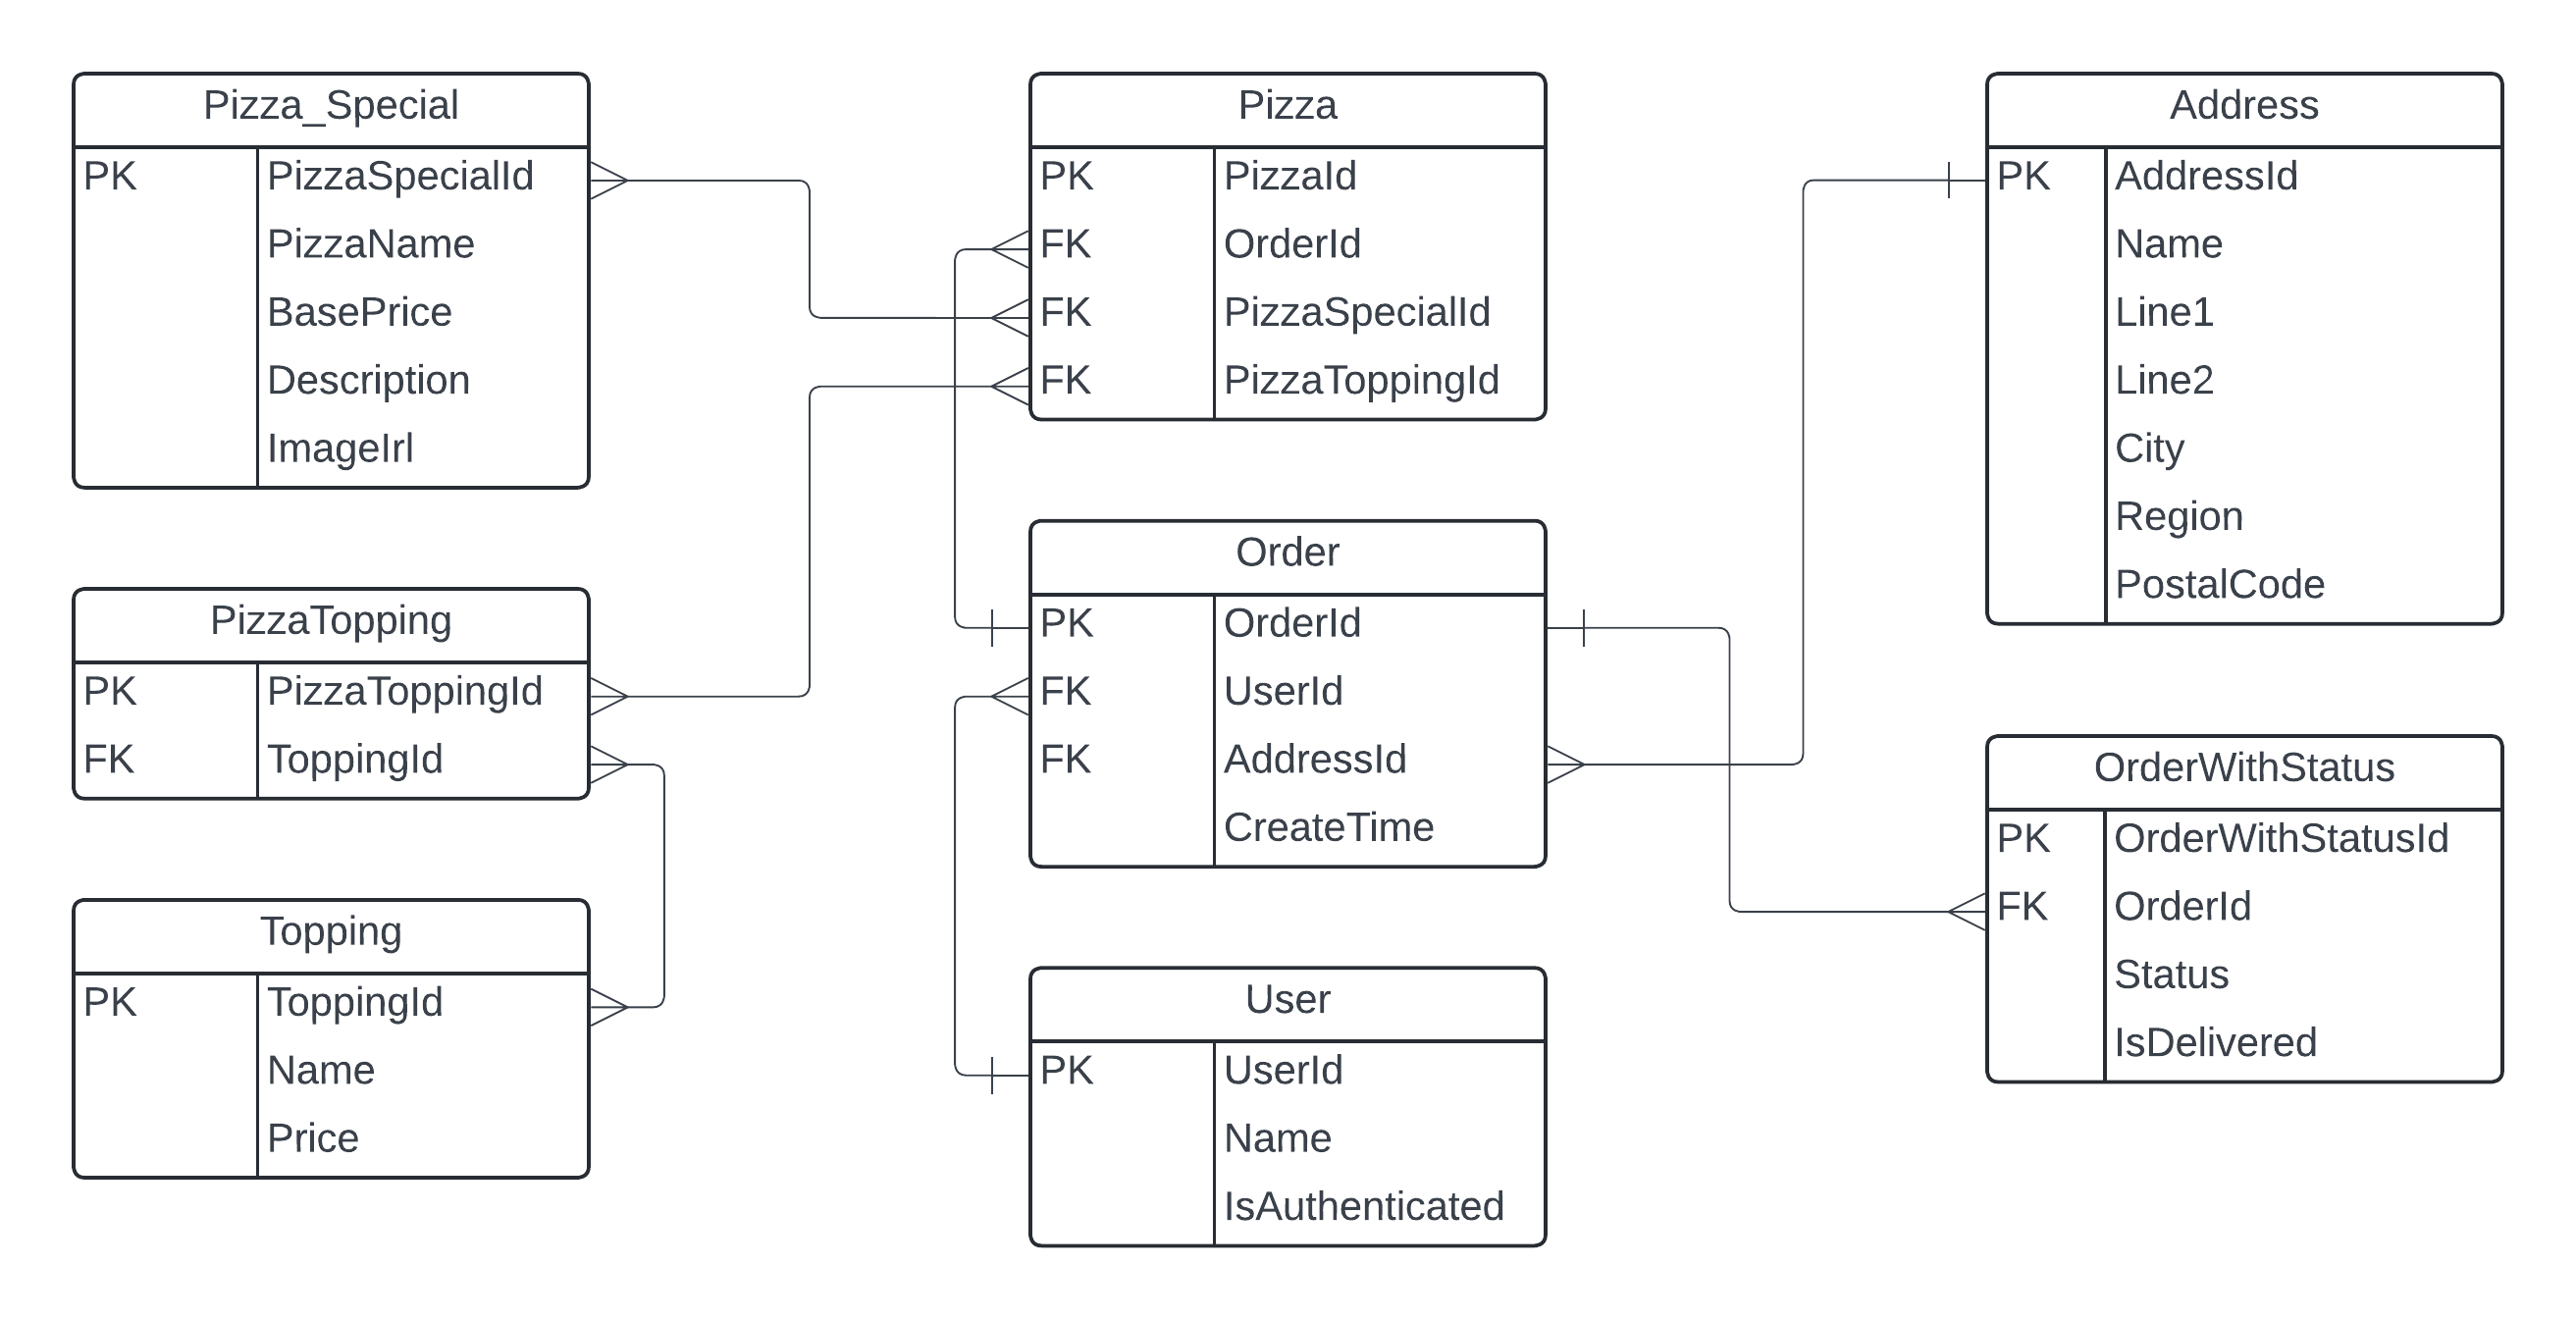 Pizza_Special
PK PizzaSpecialId
PizzaName
BasePrice
Description
ImageIrl
PizzaTopping
PK PizzaToppingId
FK ToppingId
Topping
PK ToppingId
Name
Price
Pizza
PK PizzaId
FK OrderId
FK PizzaSpecialId
FK PizzaToppingId
Order
PK OrderId
FK UserId
FK AddressId
CreateTime
User
PK UserId
Name
IsAuthenticated
Address
PK AddressId
Name
Line1
Line2
City
Region
PostalCode
OrderWithStatus
PK OrderWithStatusId
FK OrderId
Status
IsDelivered